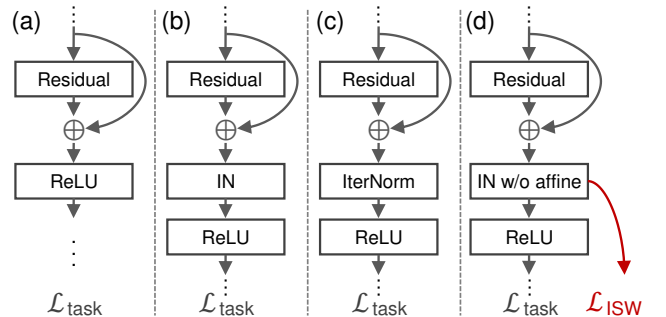 (a) (b) (c) (d)
Residual Residual Residual Residual
ReLU IN IterNorm IN w/o affine
ReLU ReLU ReLU
ℒtask ℒtask ℒtask ℒtask ℒISW